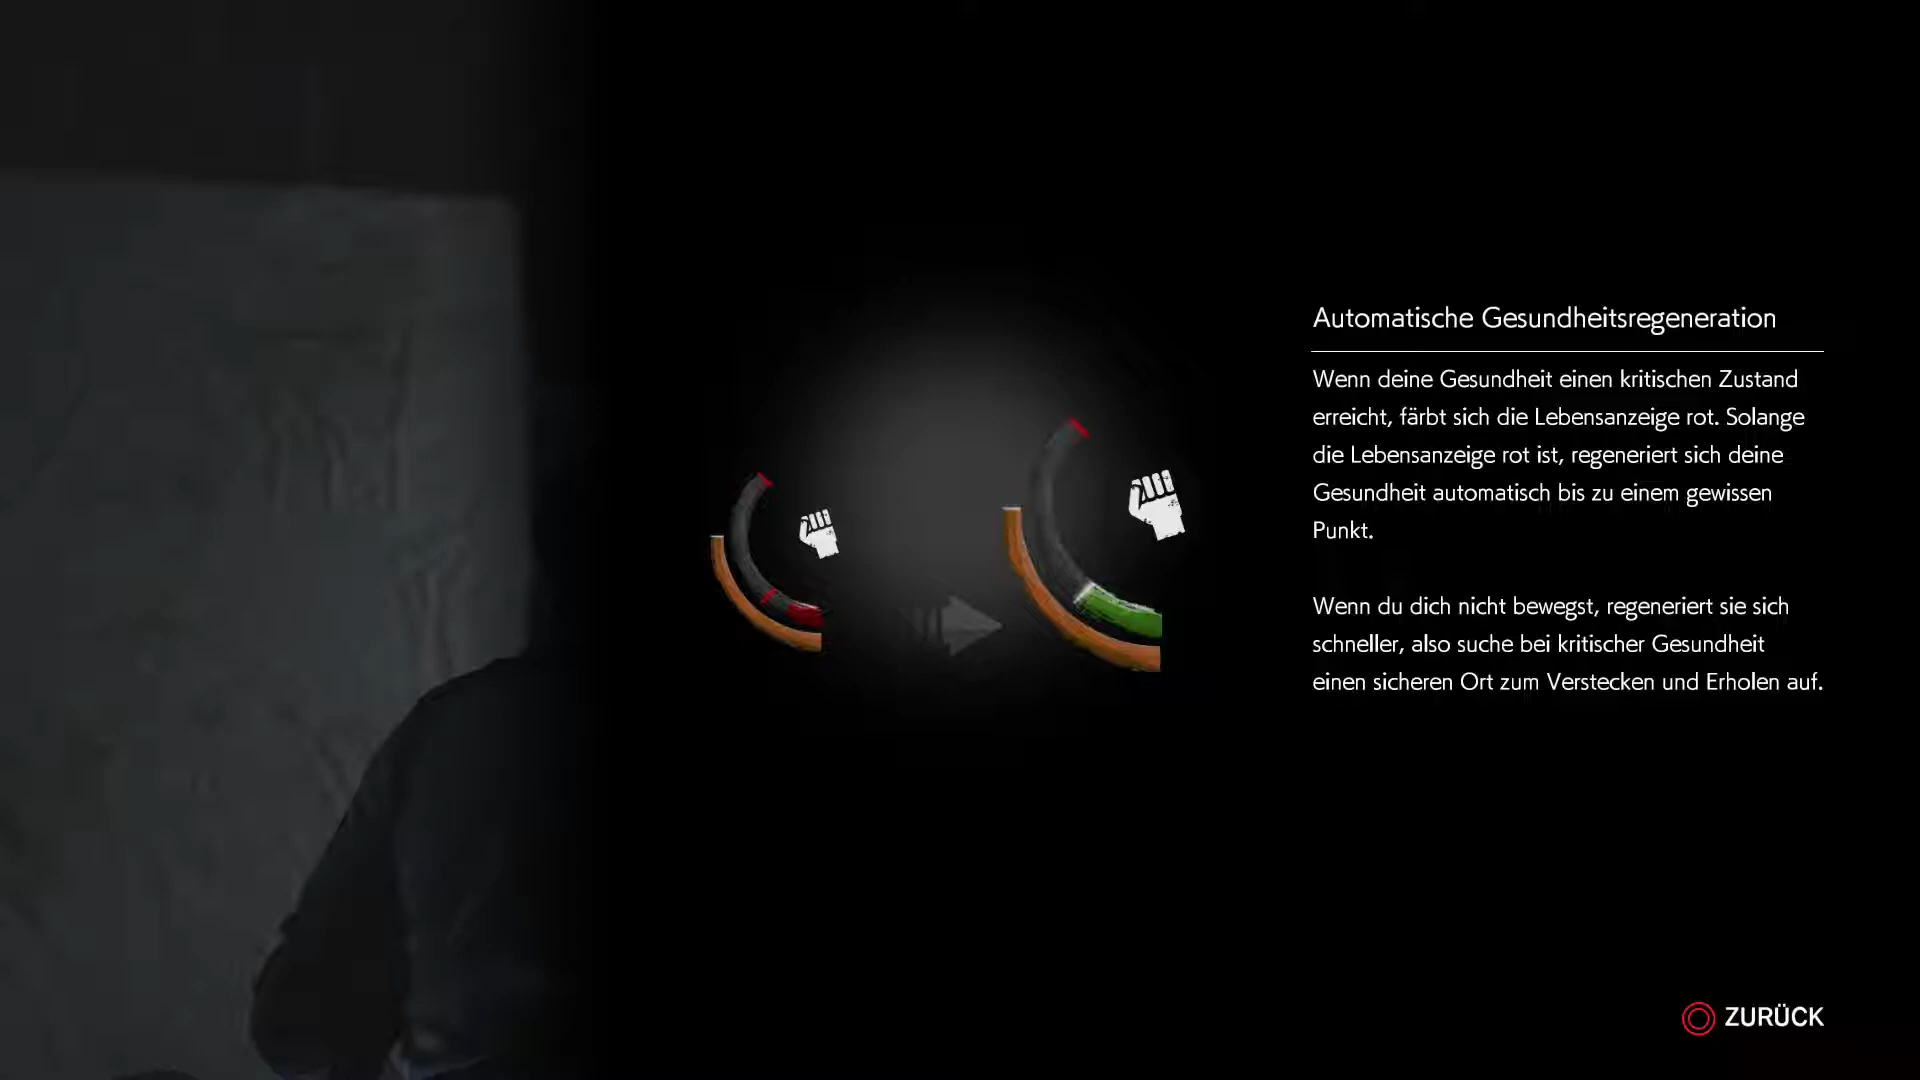 Automatische Gesundheitsregeneration
Wenn deine Gesundheit einen kritischen Zustand
erreicht, färbt sich die Lebensanzeige rot. Solange
die Lebensanzeige rot ist, regeneriert sich deine
Gesundheit automatisch bis zu einem gewissen
Punkt.
Wenn du dich nicht bewegst, regeneriert sie sich
schneller, also suche bei kritischer Gesundheit
einen sicheren Ort zum Verstecken und Erholen auf.
ZURÜCK